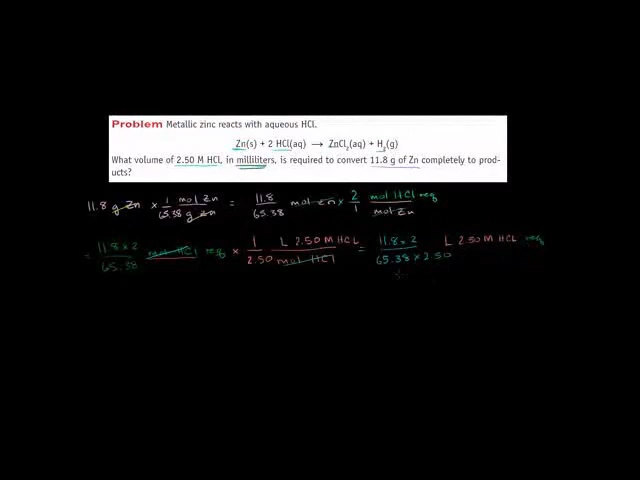 Problem Metallic zinc reacts with aqueous HCl.
Zn(s) + 2 HCl(aq) → ZnCl₂(aq) + H₂(g)
What volume of 2.50 M HCl, in milliliters, is required to convert 11.8 g of Zn completely to prod-
ucts?
11.8 g Zn × 1/65.38 mol Zn/g Zn = 11.8/65.38 mol Zn × 2/1 mol HCl req/mol Zn
= 11.8 × 2/65.38 mol HCl req × 1/2.50 L 2.50 M HCL/mol HCl = 11.8 × 2/65.38 × 2.50 L 2.50 M HCL req